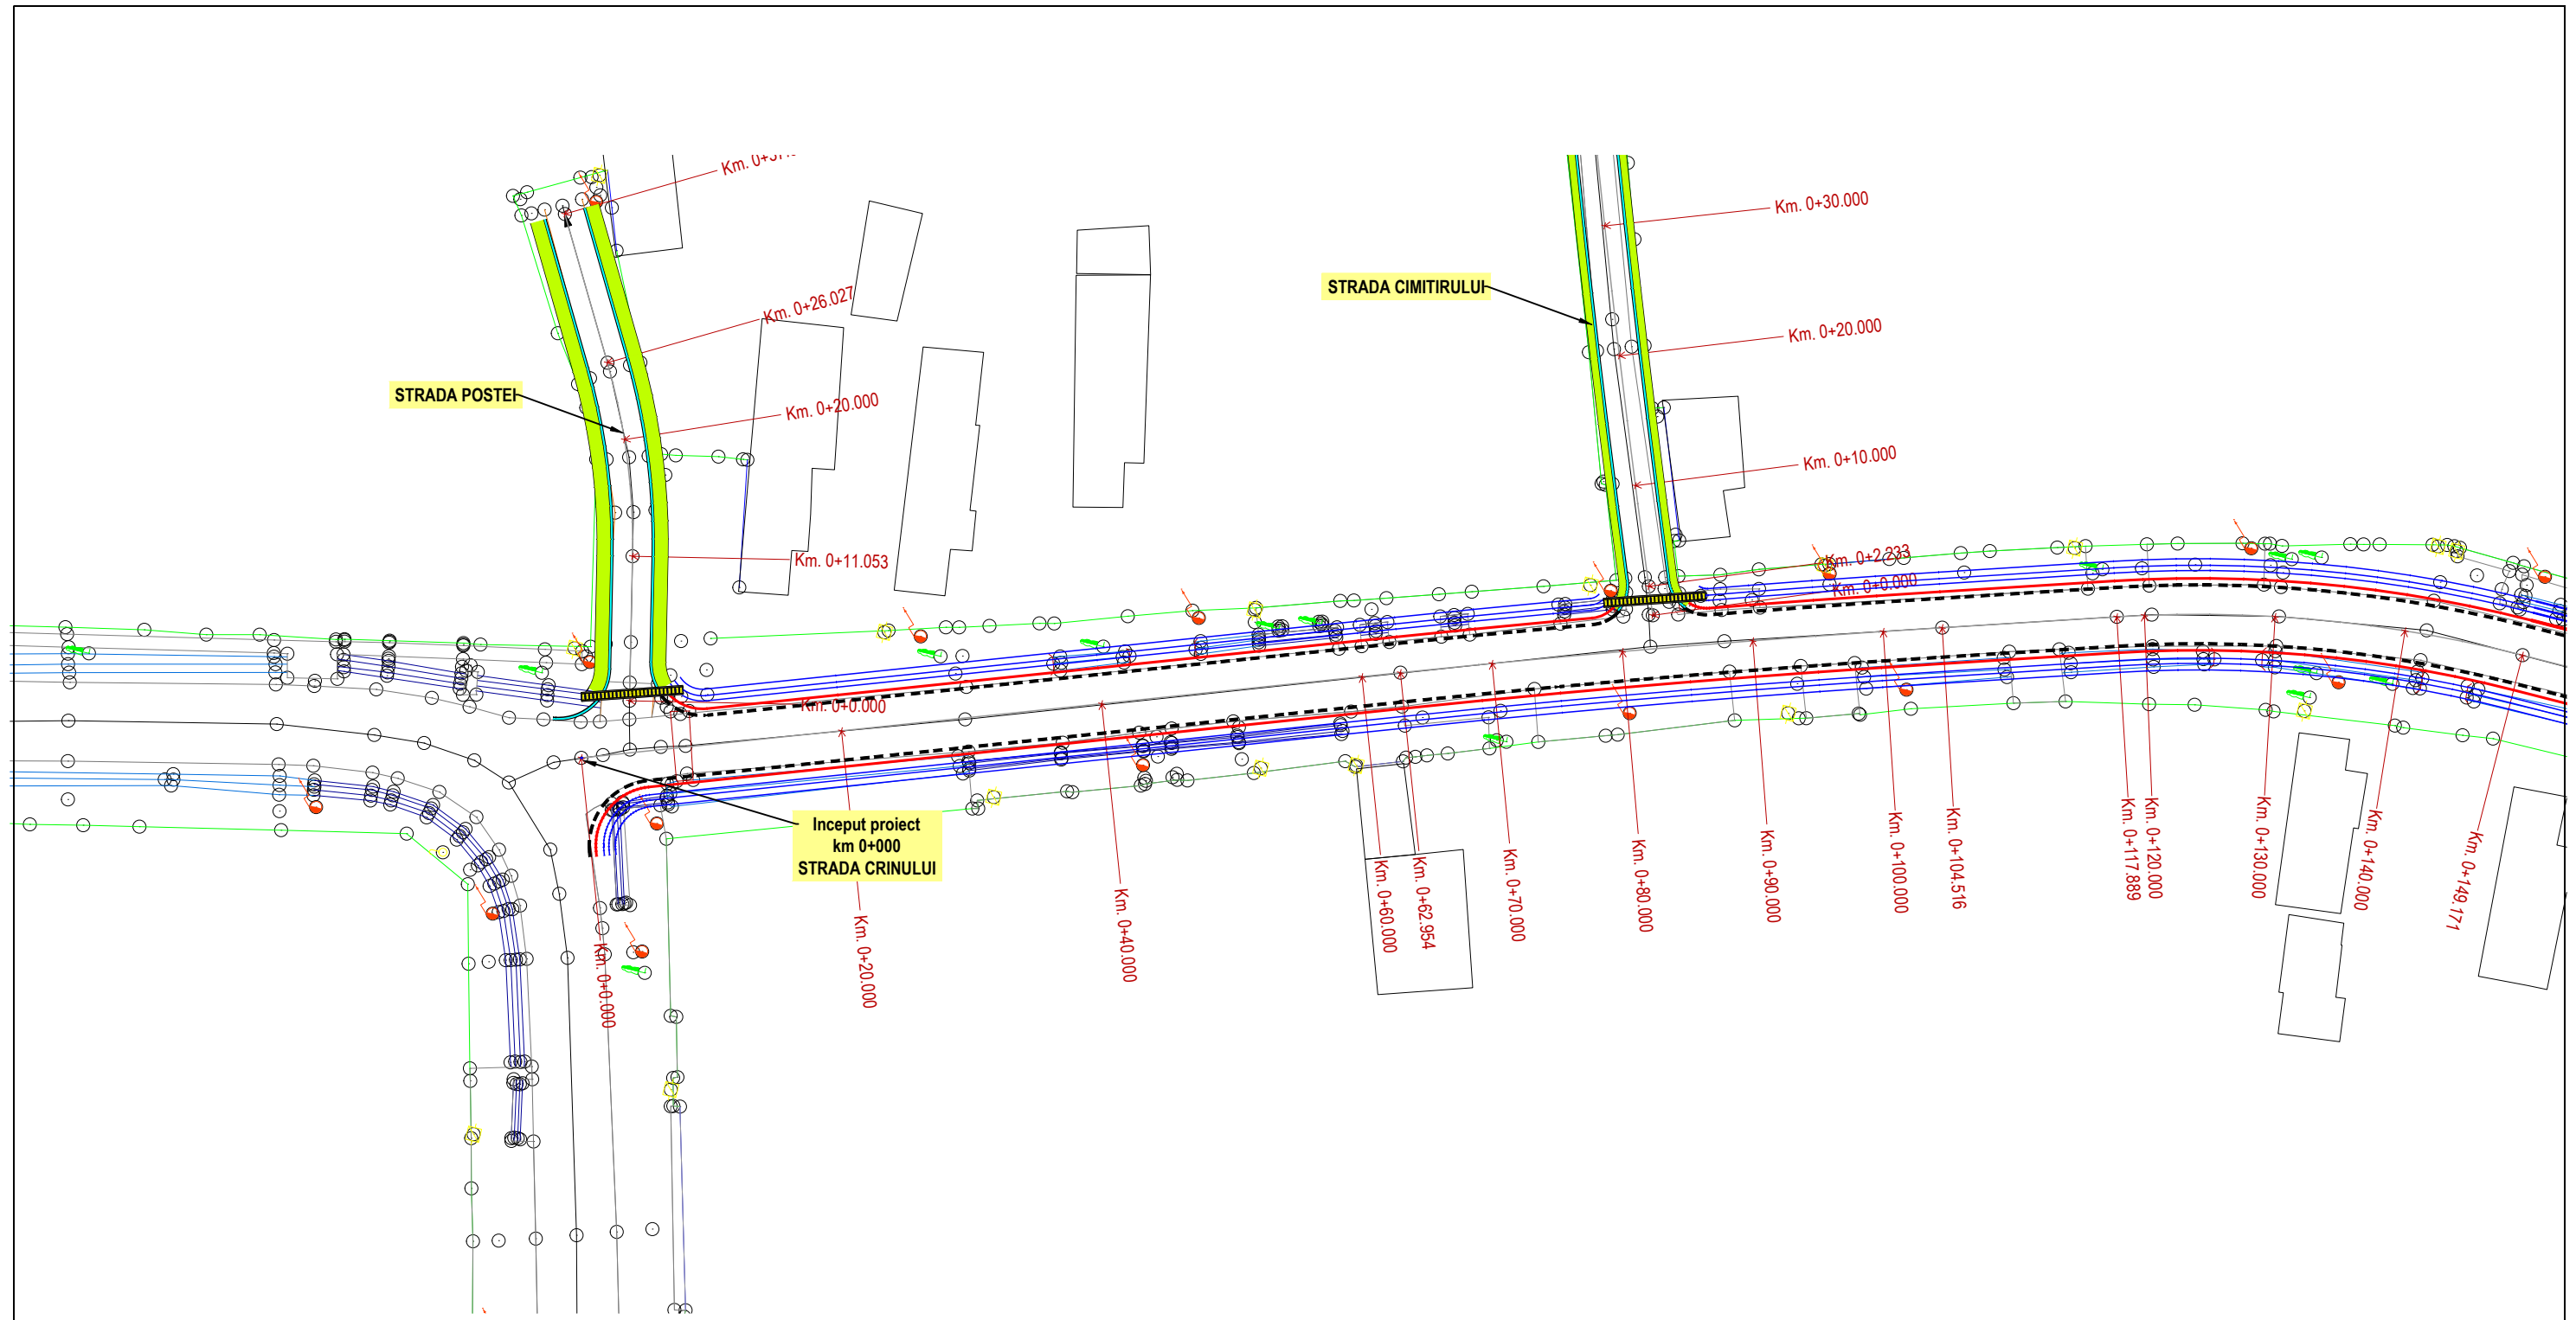 Km. 0+30.000
STRADA CIMITIRULUI
Km. 0+26.027
Km. 0+20.000
STRADA POSTEI
Km. 0+20.000
Km. 0+10.000
Km. 0+11.053
Km. 0+2.233
Km. 0+0.000
Km. 0+0.000
Inceput proiect
km 0+000
STRADA CRINULUI
Km. 0+0.000
Km. 0+20.000
Km. 0+40.000
Km. 0+60.000
Km. 0+62.954
Km. 0+70.000
Km. 0+80.000
Km. 0+90.000
Km. 0+100.000
Km. 0+104.516
Km. 0+117.889
Km. 0+120.000
Km. 0+130.000
Km. 0+140.000
Km. 0+149.171